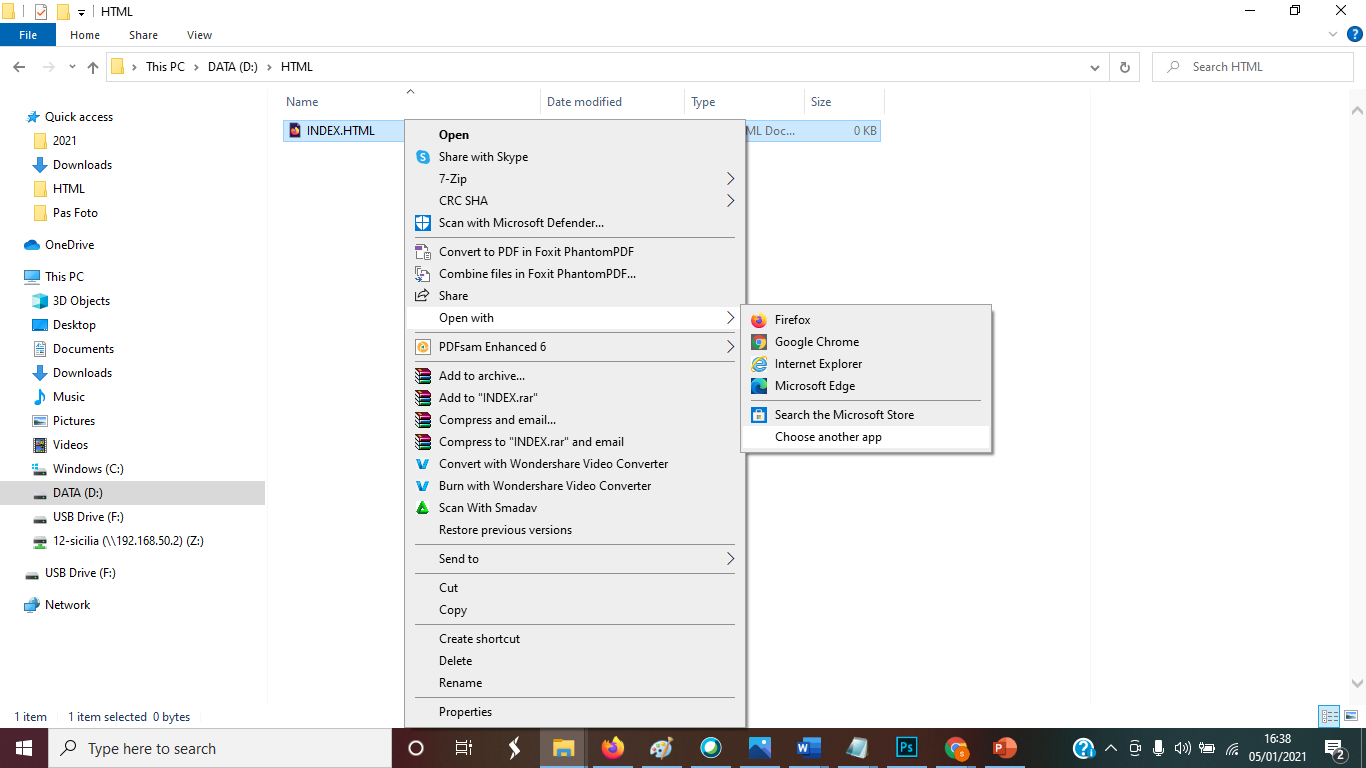 HTML
File Home Share View
This PC DATA (D:) HTML
Search HTML
Name Date modified Type Size
INDEX.HTML ML Doc... 0 KB
Quick access
2021
Downloads
HTML
Pas Foto
OneDrive
This PC
3D Objects
Desktop
Documents
Downloads
Music
Pictures
Videos
Windows (C:)
DATA (D:)
USB Drive (F:)
12-sicilia (\\192.168.50.2) (Z:)
USB Drive (F:)
Network
Open
Share with Skype
7-Zip
CRC SHA
Scan with Microsoft Defender...
Convert to PDF in Foxit PhantomPDF
Combine files in Foxit PhantomPDF...
Share
Open with
PDFsam Enhanced 6
Add to archive...
Add to "INDEX.rar"
Compress and email...
Compress to "INDEX.rar" and email
Convert with Wondershare Video Converter
Burn with Wondershare Video Converter
Scan With Smadav
Restore previous versions
Send to
Cut
Copy
Create shortcut
Delete
Rename
Properties
Firefox
Google Chrome
Internet Explorer
Microsoft Edge
Search the Microsoft Store
Choose another app
1 item 1 item selected 0 bytes
Type here to search
Ps
16:38
05/01/2021
2